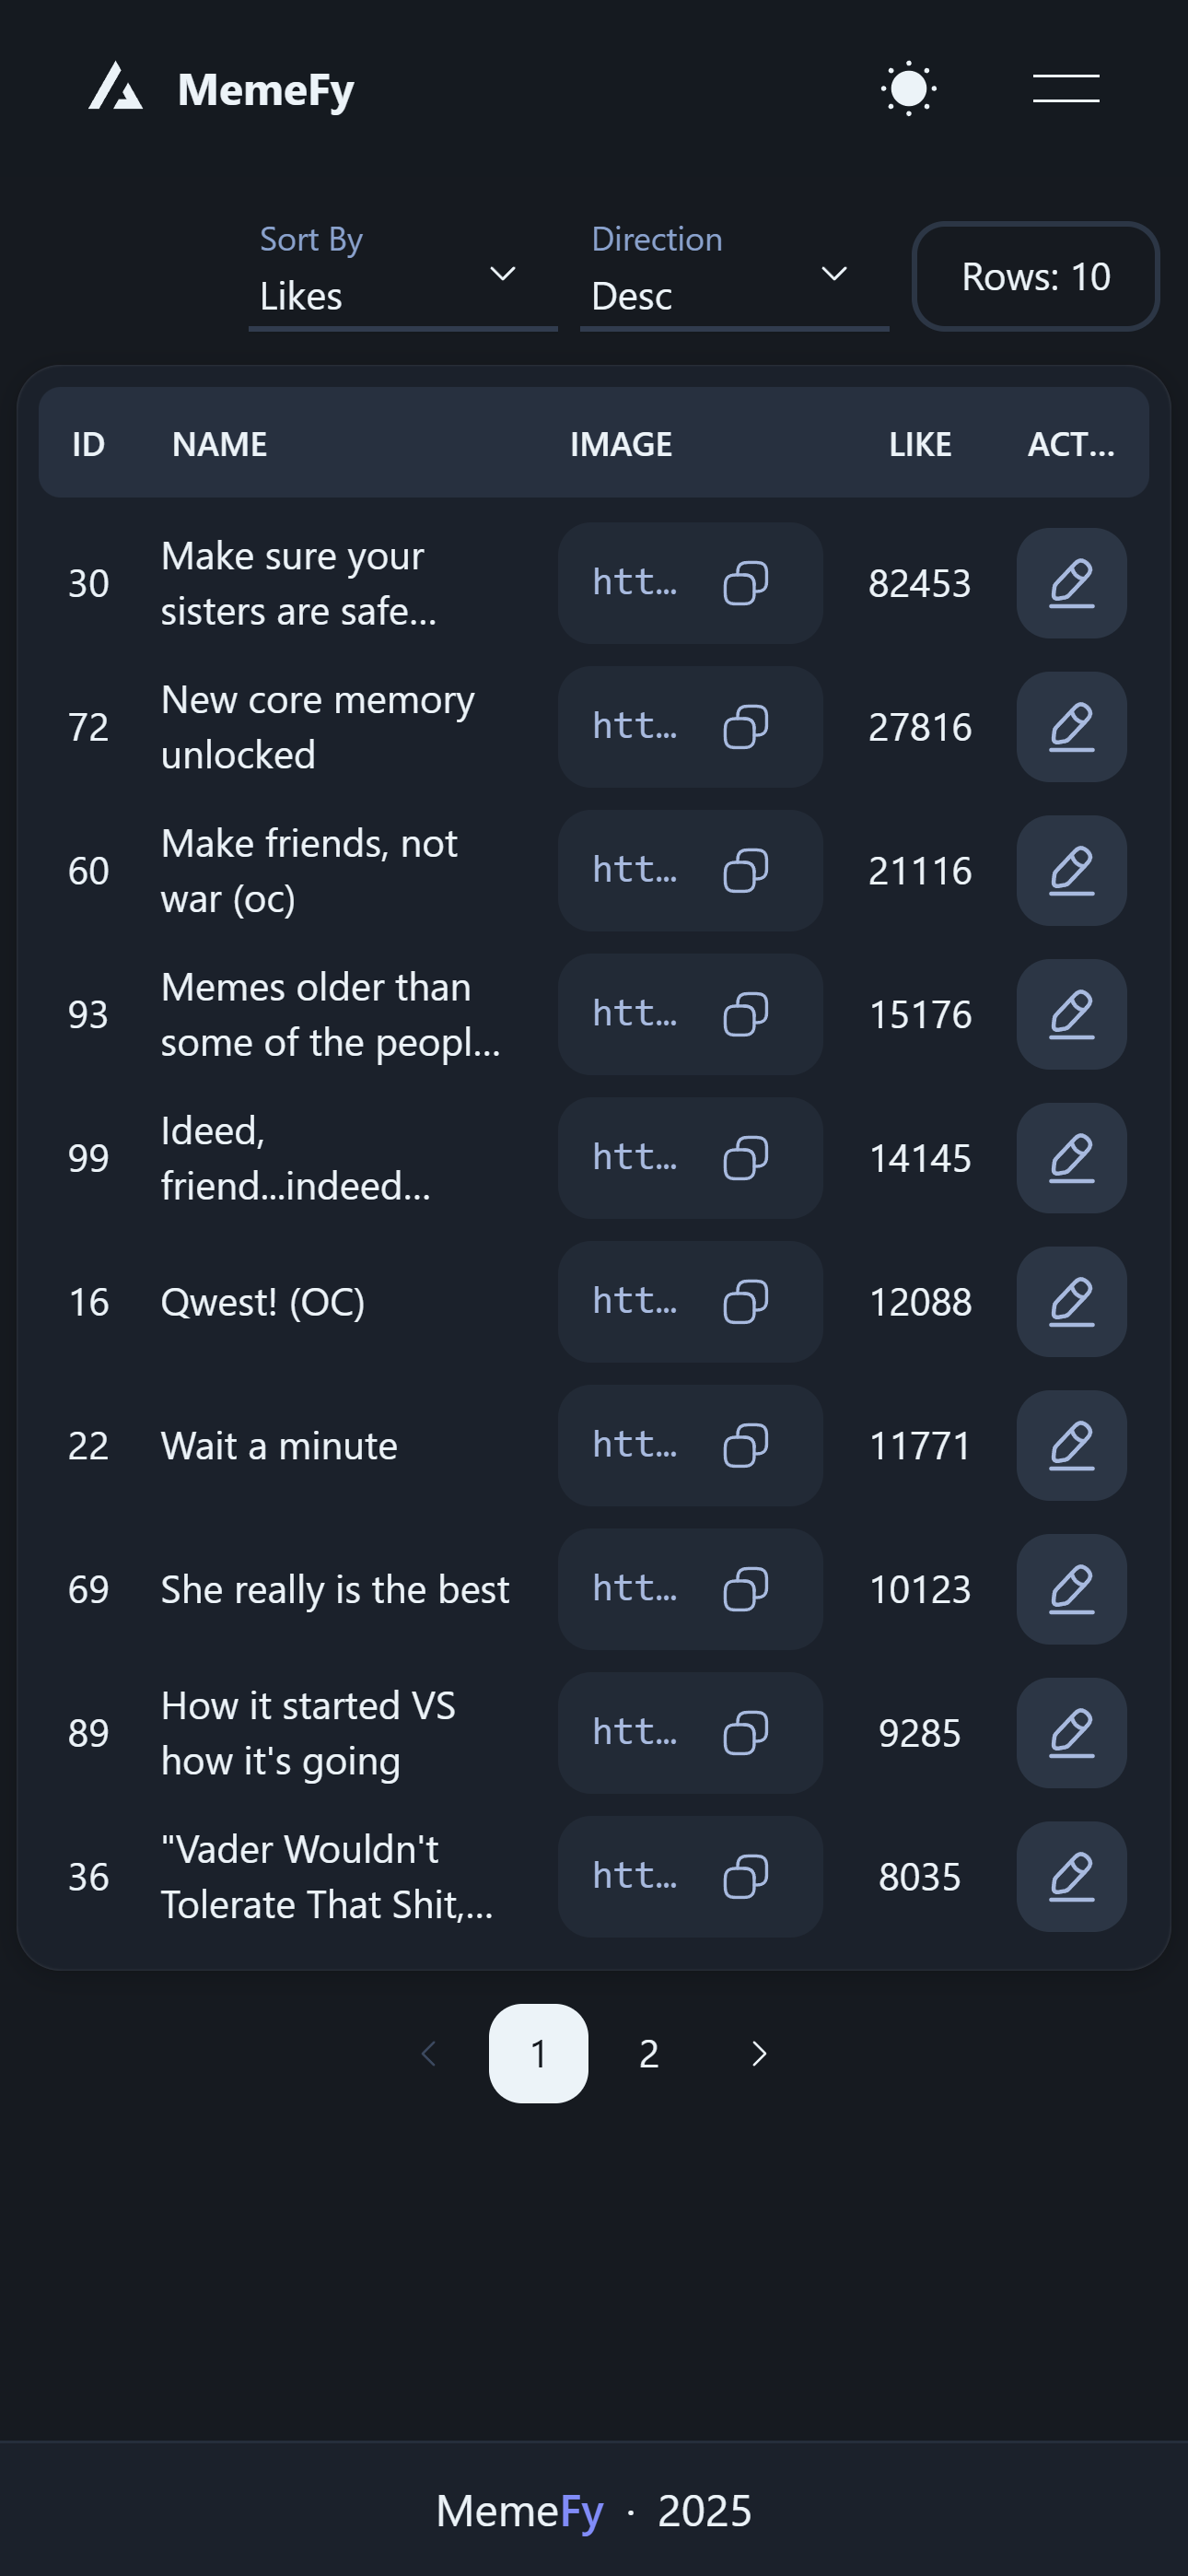 MemeFy
Sort By
Likes
Direction
Desc
Rows: 10
ID NAME IMAGE LIKE ACT...
30 Make sure your
sisters are safe... htt... 82453
72 New core memory
unlocked htt... 27816
60 Make friends, not
war (oc) htt... 21116
93 Memes older than
some of the peopl... htt... 15176
99 Ideed,
friend...indeed... htt... 14145
16 Qwest! (OC) htt... 12088
22 Wait a minute htt... 11771
69 She really is the best htt... 10123
89 How it started VS
how it's going htt... 9285
36 "Vader Wouldn't
Tolerate That Shit,... htt... 8035
1 2
MemeFy · 2025